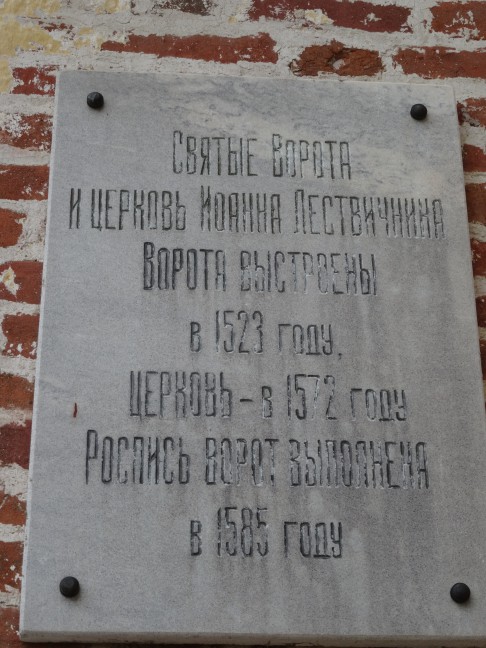 Святые Ворота
и церковь Иоанна Лествичника
Ворота выстроены
в 1523 году,
церковь – в 1572 году
Роспись ворот выполнена
в 1585 году